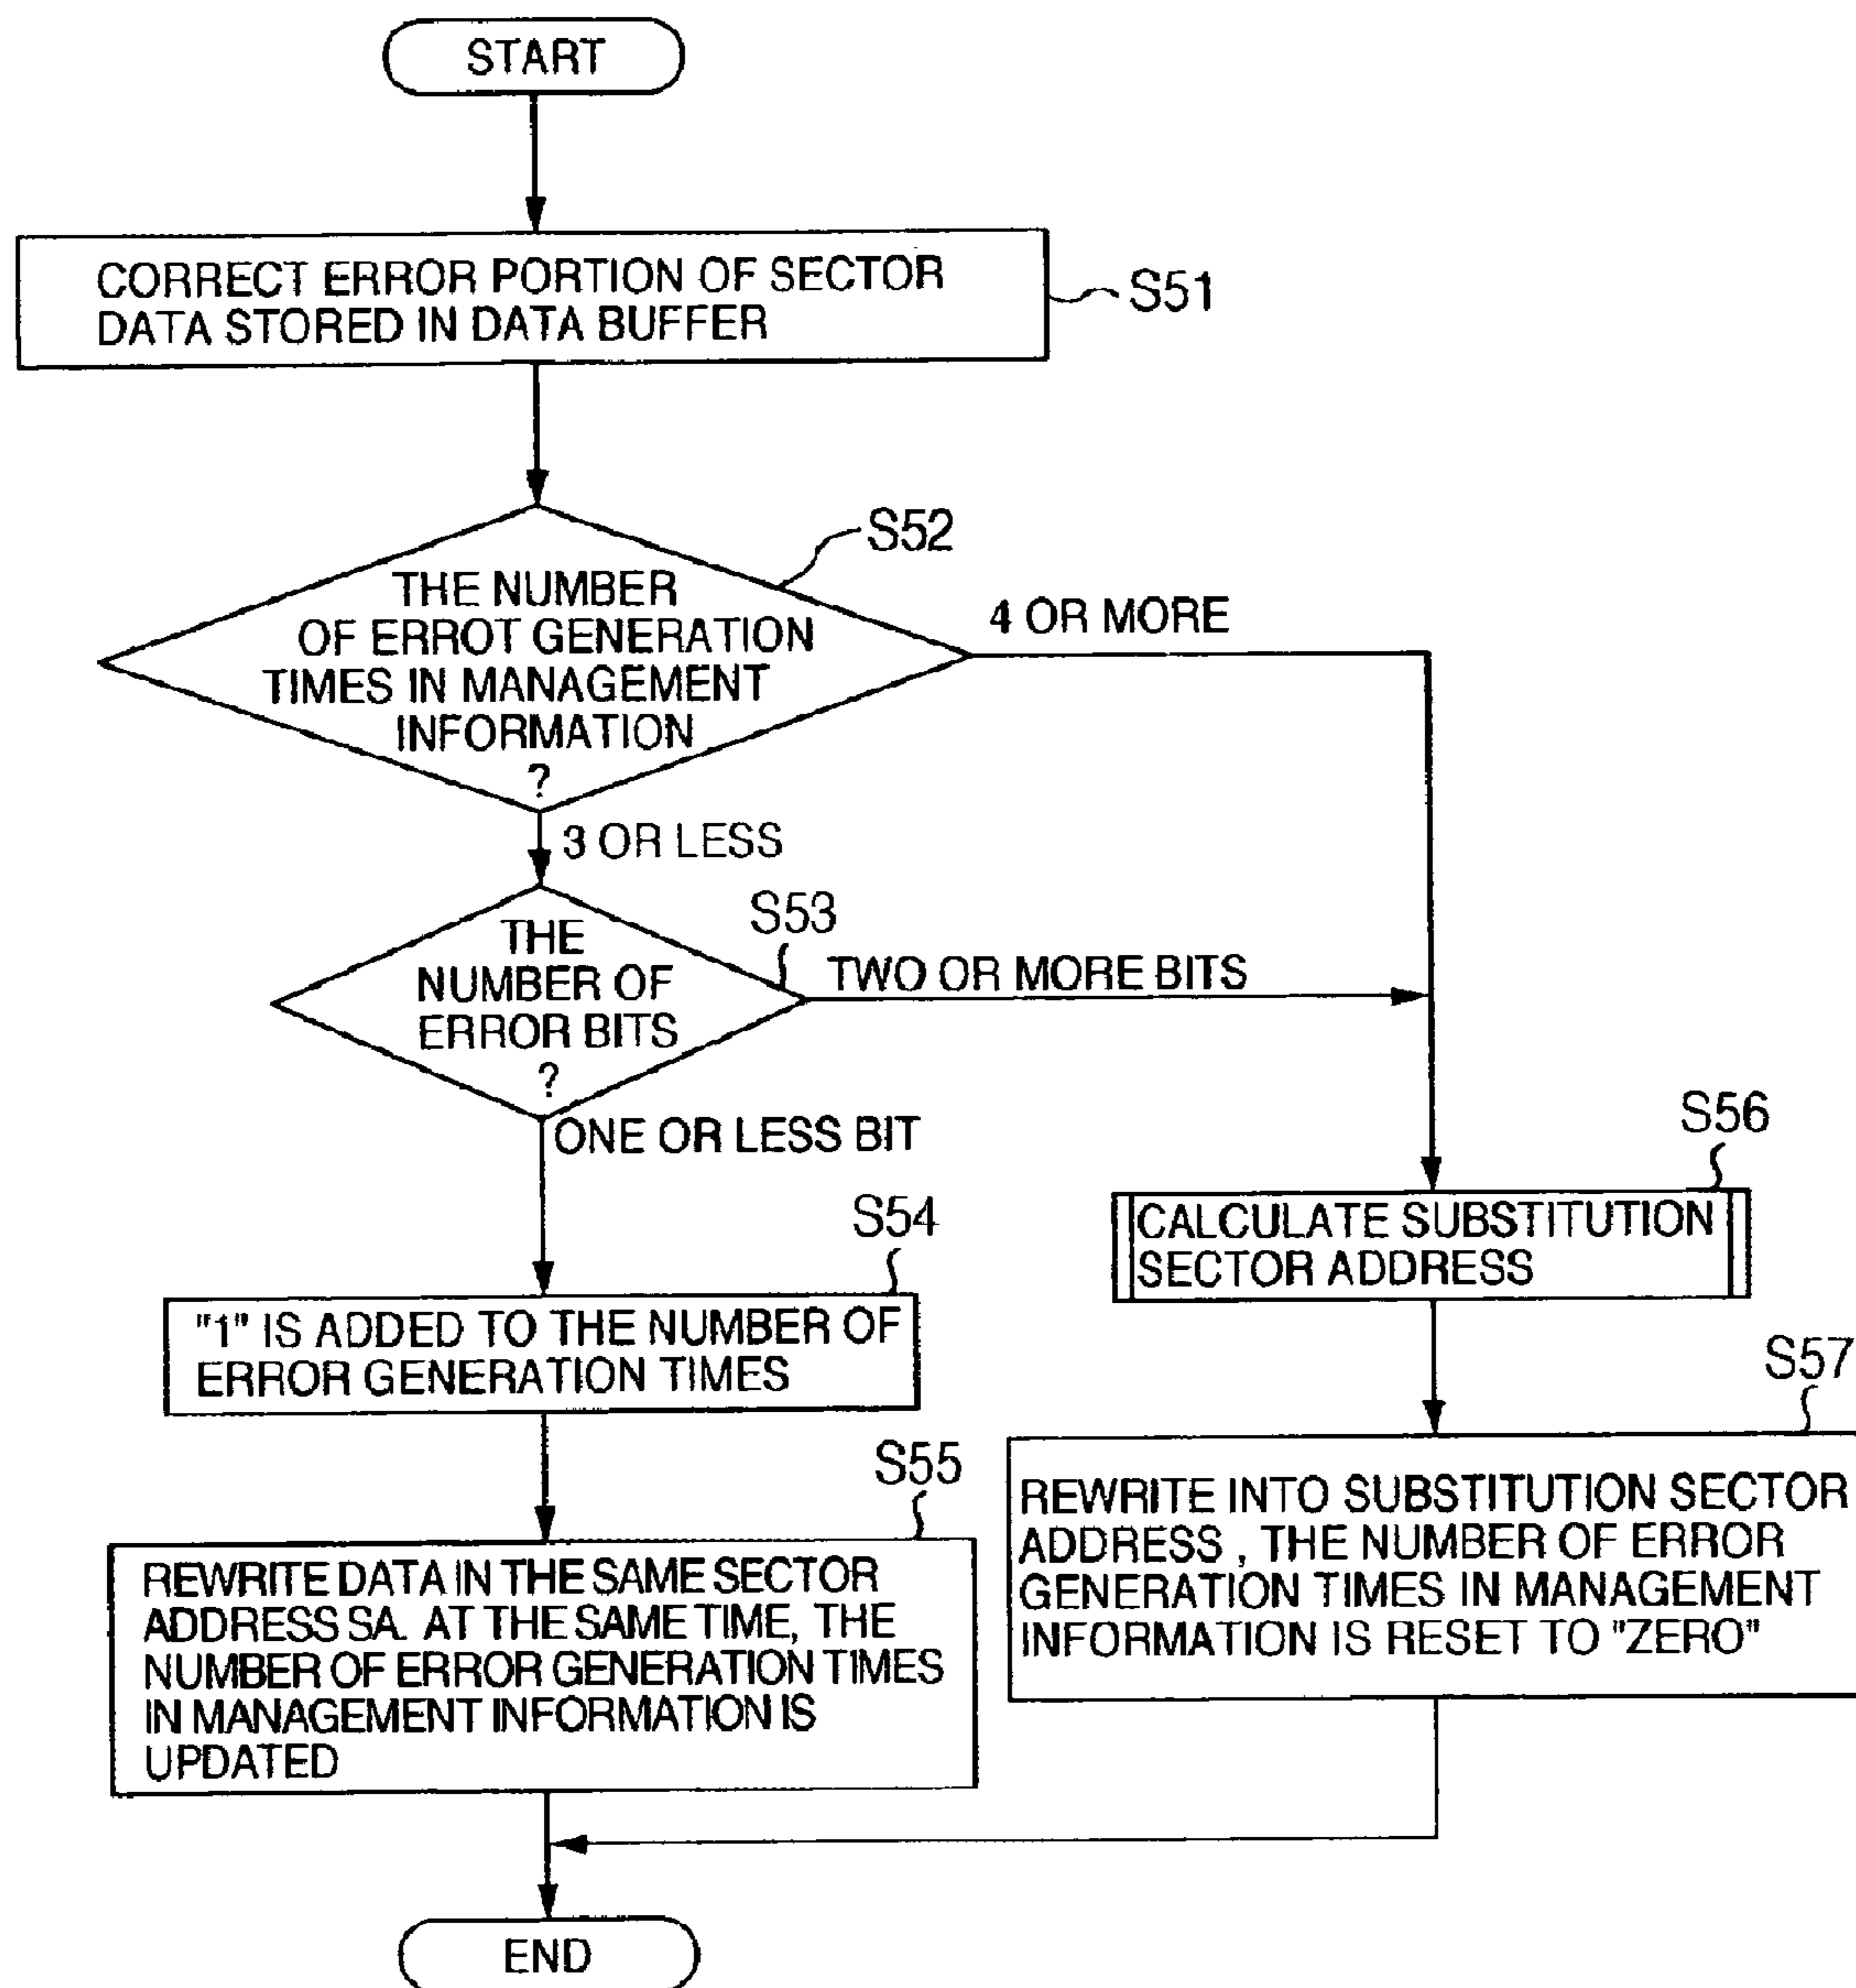 START
CORRECT ERROR PORTION OF SECTOR
DATA STORED IN DATA BUFFER
S51
S52
THE NUMBER
OF ERROT GENERATION
TIMES IN MANAGEMENT
INFORMATION
?
4 OR MORE
3 OR LESS
S53
THE
NUMBER OF
ERROR BITS
?
TWO OR MORE BITS
ONE OR LESS BIT
S54
"1" IS ADDED TO THE NUMBER OF
ERROR GENERATION TIMES
S55
REWRITE DATA IN THE SAME SECTOR
ADDRESS SA. AT THE SAME TIME, THE
NUMBER OF ERROR GENERATION TIMES
IN MANAGEMENT INFORMATION IS
UPDATED
S56
CALCULATE SUBSTITUTION
SECTOR ADDRESS
S57
REWRITE INTO SUBSTITUTION SECTOR
ADDRESS , THE NUMBER OF ERROR
GENERATION TIMES IN MANAGEMENT
INFORMATION IS RESET TO "ZERO"
END